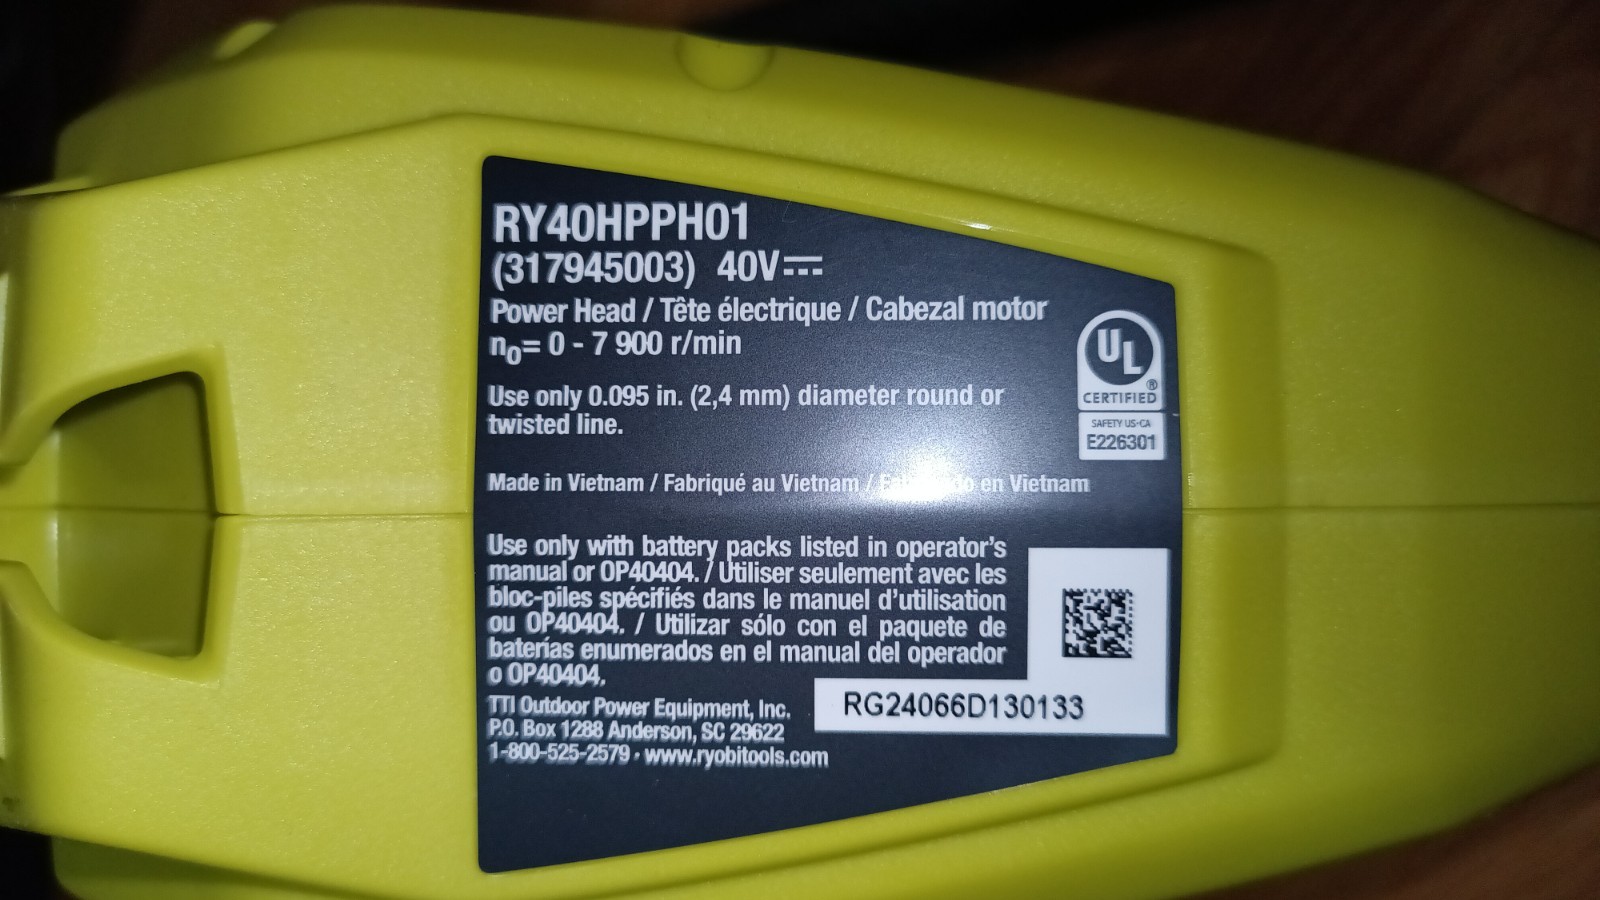 RY40HPPH01
(317945003) 40V
Power Head / Tête électrique / Cabezal motor
n0= 0 - 7 900 r/min
Use only 0.095 in. (2,4 mm) diameter round or
twisted line.
UL
®
CERTIFIED
SAFETY US-CA
E226301
Made in Vietnam / Fabriqué au Vietnam / en Vietnam
Use only with battery packs listed in operator's
manual or OP40404. / Utiliser seulement avec les
bloc-piles spécifiés dans le manuel d'utilisation
ou OP40404. / Utilizar sólo con el paquete de
baterías enumerados en el manual del operador
o OP40404.
RG24066D130133
TTI Outdoor Power Equipment, Inc.
P.O. Box 1288 Anderson, SC 29622
1-800-525-2579 · www.ryobitools.com